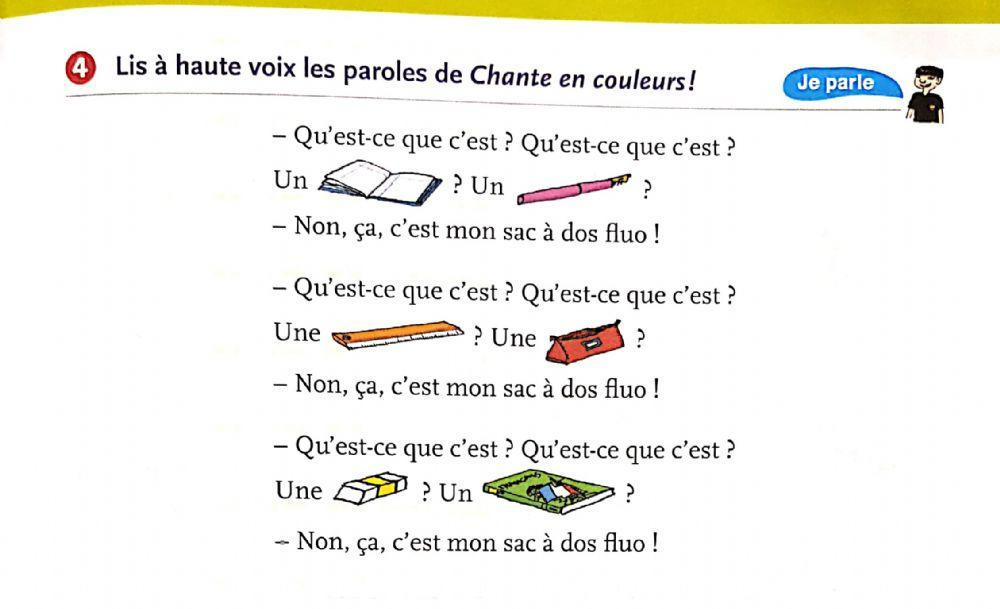 4 Lis à haute voix les paroles de Chante en couleurs !
Je parle
– Qu'est-ce que c'est ? Qu'est-ce que c'est ?
Un ? Un ?
– Non, ça, c'est mon sac à dos fluo !
– Qu'est-ce que c'est ? Qu'est-ce que c'est ?
Une ? Une ?
– Non, ça, c'est mon sac à dos fluo !
– Qu'est-ce que c'est ? Qu'est-ce que c'est ?
Une ? Un ?
– Non, ça, c'est mon sac à dos fluo !